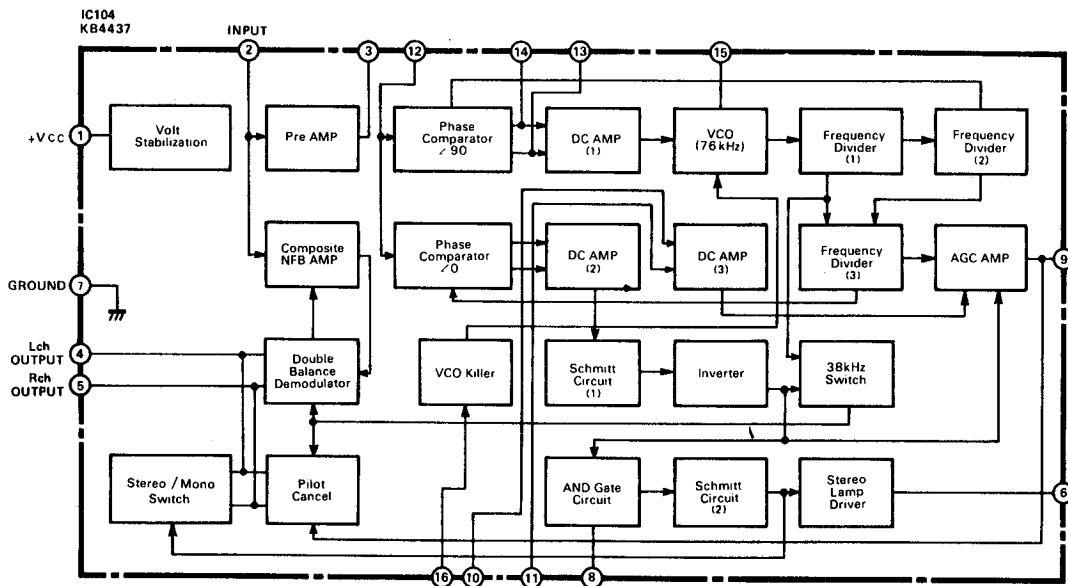 IC104
KB4437
INPUT
2
3
12
14
13
15
+Vcc
1
Volt
Stabilization
Pre AMP
Phase
Comparator
∠90
DC AMP
(1)
VCO
(76kHz)
Frequency
Divider
(1)
Frequency
Divider
(2)
Composite
NFB AMP
Phase
Comparator
∠0
DC AMP
(2)
DC AMP
(3)
Frequency
Divider
(3)
AGC AMP
9
GROUND
7
Lch
OUTPUT
4
Rch
OUTPUT
5
Double
Balance
Demodulator
VCO Killer
Schmitt
Circuit
(1)
Inverter
38kHz
Switch
Stereo / Mono
Switch
Pilot
Cancel
AND Gate
Circuit
Schmitt
Circuit
(2)
Stereo
Lamp
Driver
6
16
10
11
8